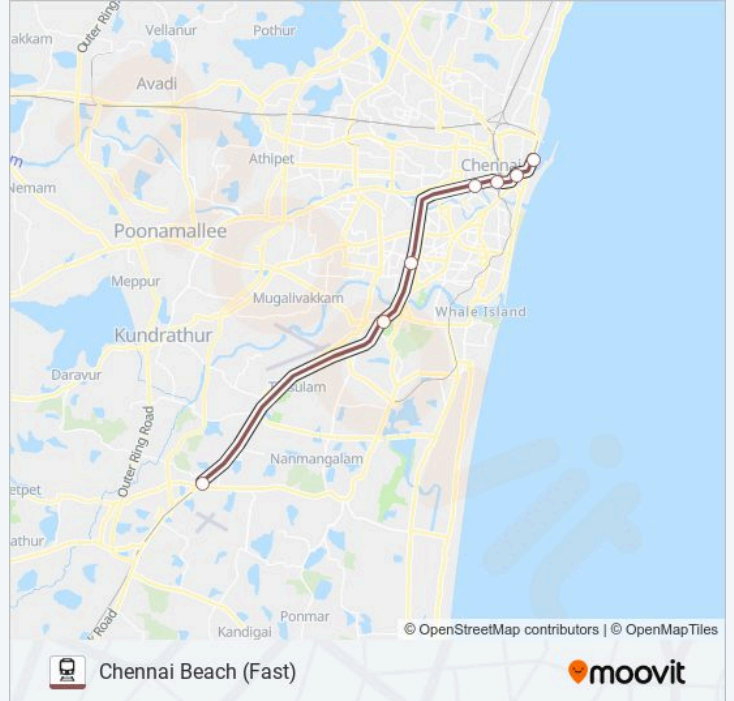 Vellanur
Pothur
akkam
Outer Ring
Avadi
Athipet
Chennai
Nemam
m
Poonamallee
Meppur
Mugalivakkam
Whale Island
Kundrathur
Daravur
Outer Ring Road
Nanmangalam
etpet
athur
Ponmar
Kandigai
k Road
© OpenStreetMap contributors | © OpenMapTiles
Chennai Beach (Fast)
moovit